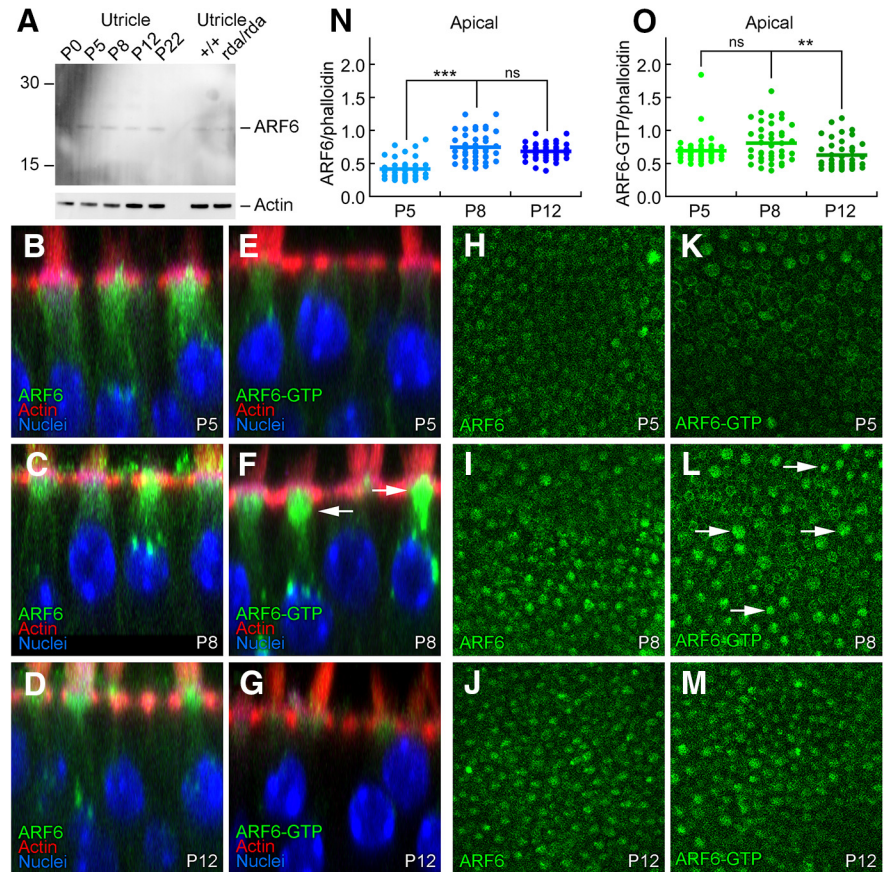 A
Utricle
Utricle
P0 P5 P8 P12 P22 +/+ rda/rda
30
ARF6
15
Actin
N
Apical
ARF6/phalloidin
2.0
1.5
1.0
0.5
0.0
*** ns
P5 P8 P12
O
Apical
ARF6-GTP/phalloidin
2.0
1.5
1.0
0.5
0.0
ns **
P5 P8 P12
B
ARF6
Actin
Nuclei P5
E
ARF6-GTP
Actin
Nuclei P5
H
ARF6 P5
K
ARF6-GTP P5
C
ARF6
Actin
Nuclei P8
F
ARF6-GTP
Actin
Nuclei P8
I
ARF6 P8
L
ARF6-GTP P8
D
ARF6
Actin
Nuclei P12
G
ARF6-GTP
Actin
Nuclei P12
J
ARF6 P12
M
ARF6-GTP P12